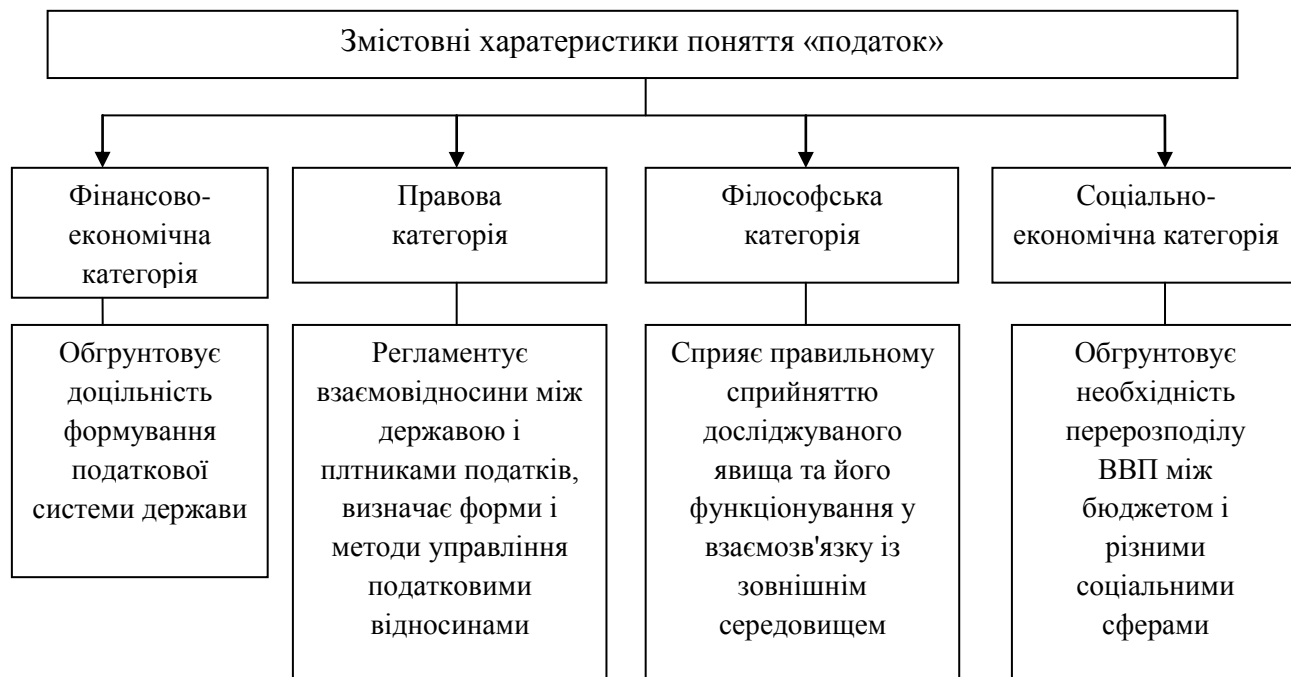 Змістовні харатеристики поняття «податок»
Фінансово-
економічна
категорія
Правова
категорія
Філософська
категорія
Соціально-
економічна категорія
Обгрунтовує
доцільність
формування
податкової
системи держави
Регламентує
взаємовідносини між
державою і
плтниками податків,
визначає форми і
методи управління
податковими
відносинами
Сприяє правильному
сприйняттю
досліджуваного
явища та його
функціонування у
взаємозв'язку із
зовнішнім
середовищем
Обгрунтовує
необхідність
перерозподілу
ВВП між
бюджетом і
різними
соціальними
сферами